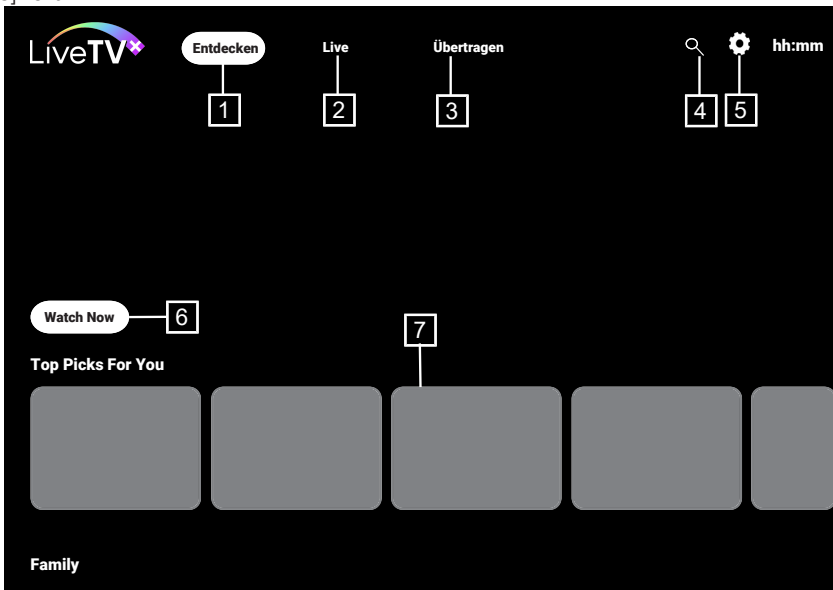 LiveTV×
Entdecken
Live
Übertragen
hh:mm
1
2
3
4
5
Watch Now
6
7
Top Picks For You
Family